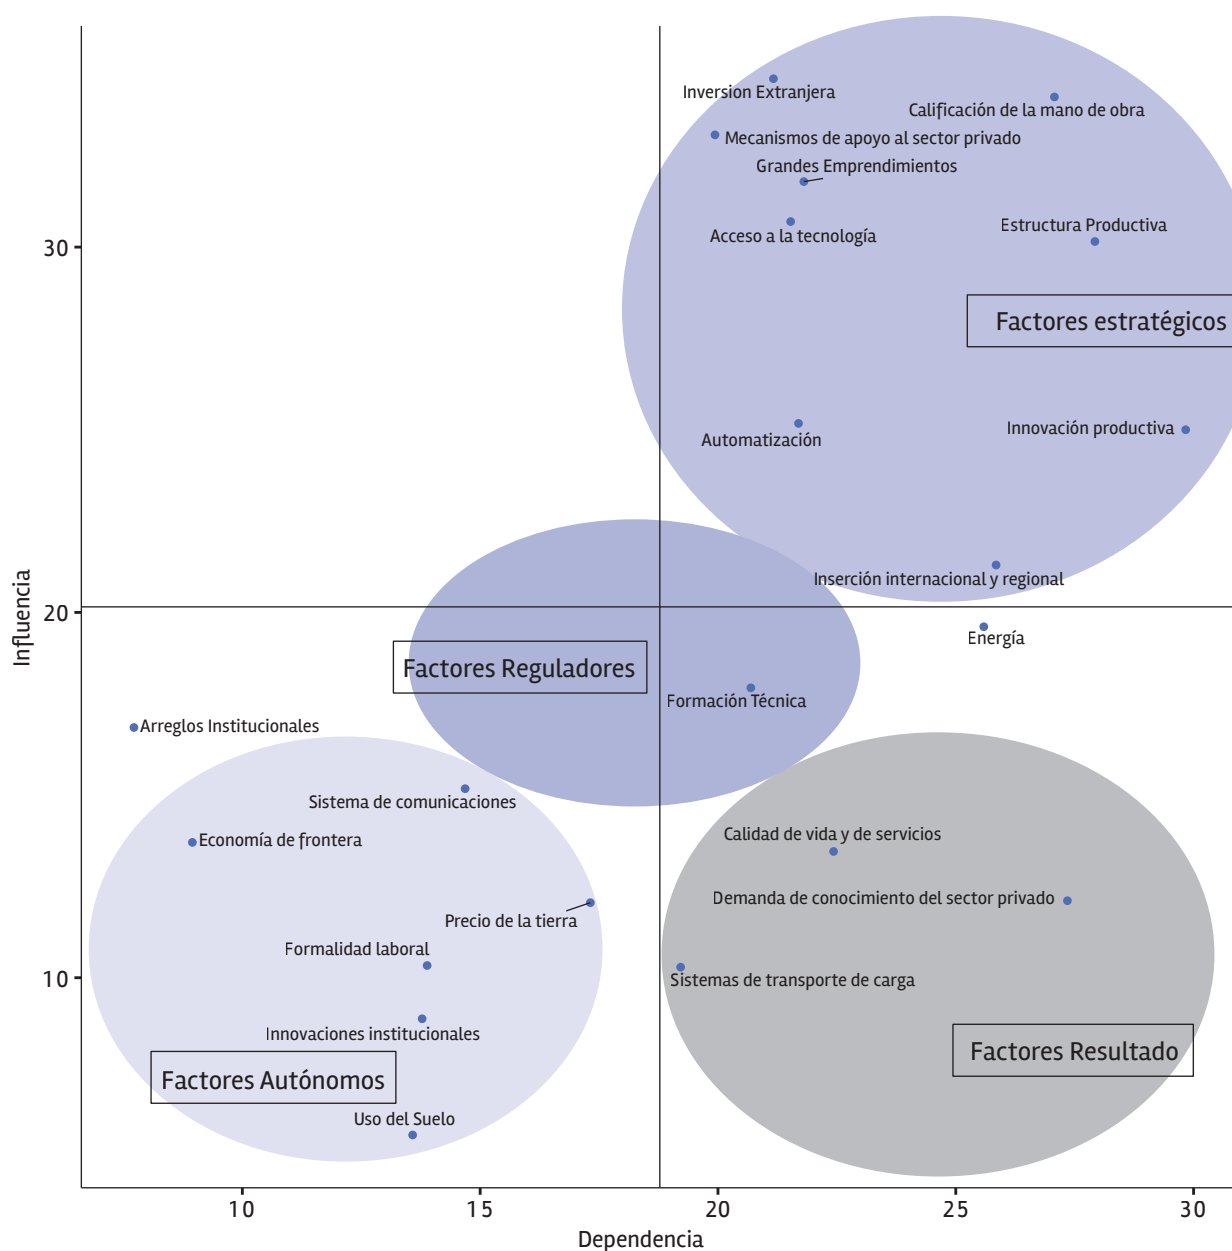 Inversion Extranjera
Calificación de la mano de obra
Mecanismos de apoyo al sector privado
Grandes Emprendimientos
Acceso a la tecnología
Estructura Productiva
30
Factores estratégicos
Automatización
Innovación productiva
Inserción internacional y regional
20
Influencia
Energía
Factores Reguladores
Formación Técnica
Arreglos Institucionales
Sistema de comunicaciones
Economía de frontera
Calidad de vida y de servicios
Demanda de conocimiento del sector privado
Precio de la tierra
Formalidad laboral
10
Sistemas de transporte de carga
Innovaciones institucionales
Factores Resultado
Factores Autónomos
Uso del Suelo
10 15 20 25 30
Dependencia